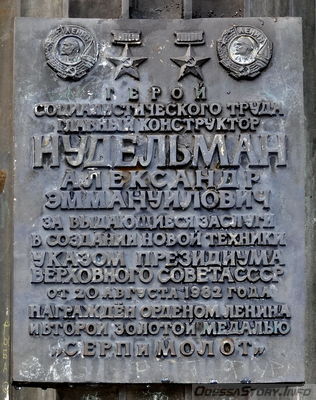 ГЕРОЙ
СОЦИАЛИСТИЧЕСКОГО ТРУДА
ГЛАВНЫЙ КОНСТРУКТОР
НУДЕЛЬМАН
АЛЕКСАНДР
ЭММАНУИЛОВИЧ
ЗА ВЫДАЮЩИЕСЯ ЗАСЛУГИ
В СОЗДАНИИ НОВОЙ ТЕХНИКИ
УКАЗОМ ПРЕЗИДИУМА
ВЕРХОВНОГО СОВЕТА СССР
ОТ 20 АВГУСТА 1982 ГОДА
НАГРАЖДЁН ОРДЕНОМ ЛЕНИНА
И ВТОРОЙ ЗОЛОТОЙ МЕДАЛЬЮ
„СЕРП И МОЛОТ"
OdessaStory.Info